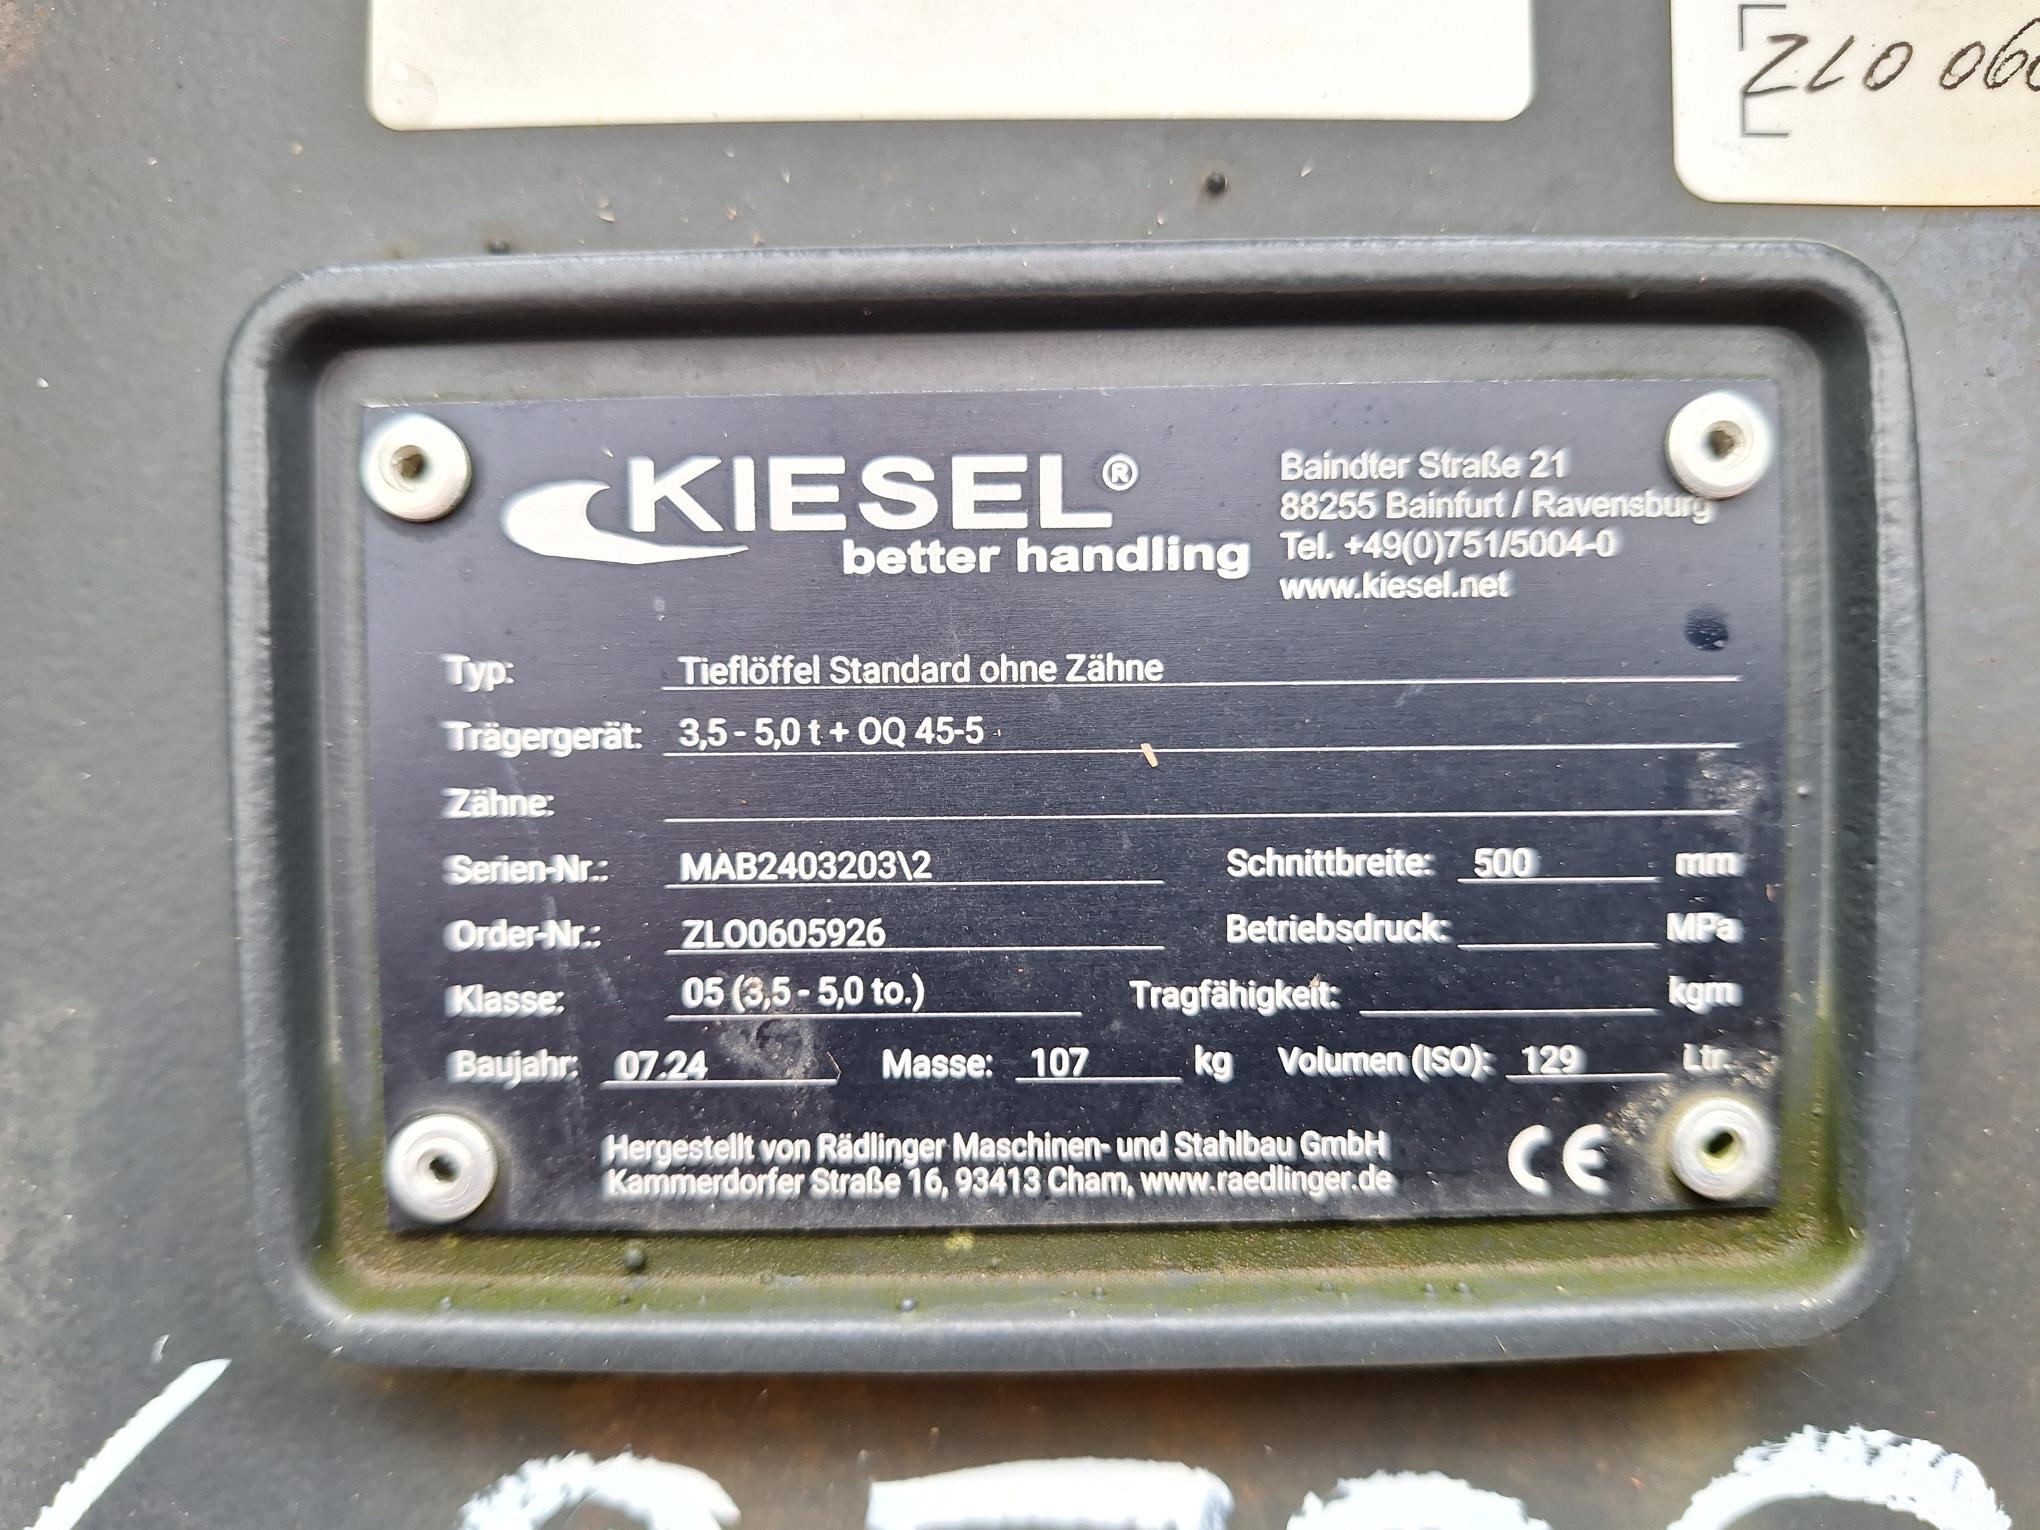 ZLO 060
KIESEL®
better handling
Baindter Straße 21
88255 Bainfurt / Ravensburg
Tel. +49(0)751/5004-0
www.kiesel.net
Typ: Tieflöffel Standard ohne Zähne
Trägergerät: 3,5 - 5,0 t + OQ 45-5
Zähne:
Serien-Nr.: MAB2403203\2 Schnittbreite: 500 mm
Order-Nr.: ZLO0605926 Betriebsdruck: MPa
Klasse: 05 (3,5 - 5,0 to.) Tragfähigkeit: kgm
Baujahr: 07.24 Masse: 107 kg Volumen (ISO): 129 Ltr.
Hergestellt von Rädlinger Maschinen- und Stahlbau GmbH
Kammerdorfer Straße 16, 93413 Cham, www.raedlinger.de
CE